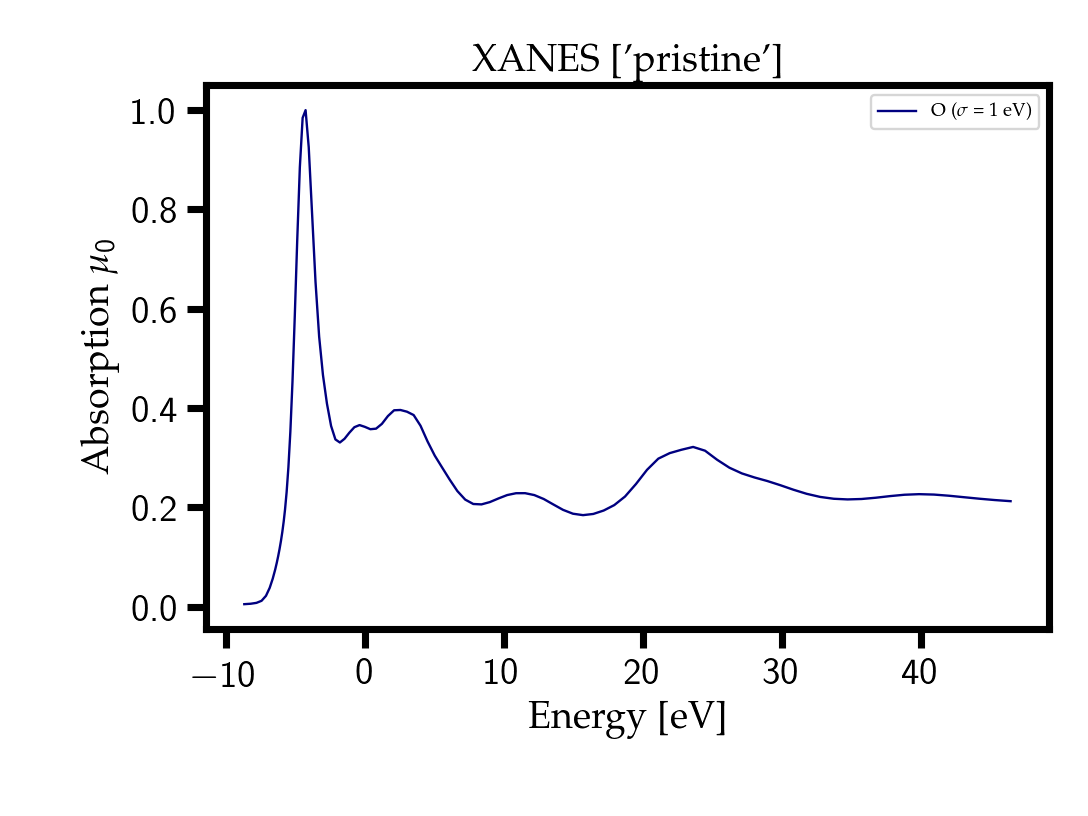 XANES ['pristine']
O (σ = 1 eV)
Absorption μ₀
1.0
0.8
0.6
0.4
0.2
0.0
−10 0 10 20 30 40
Energy [eV]